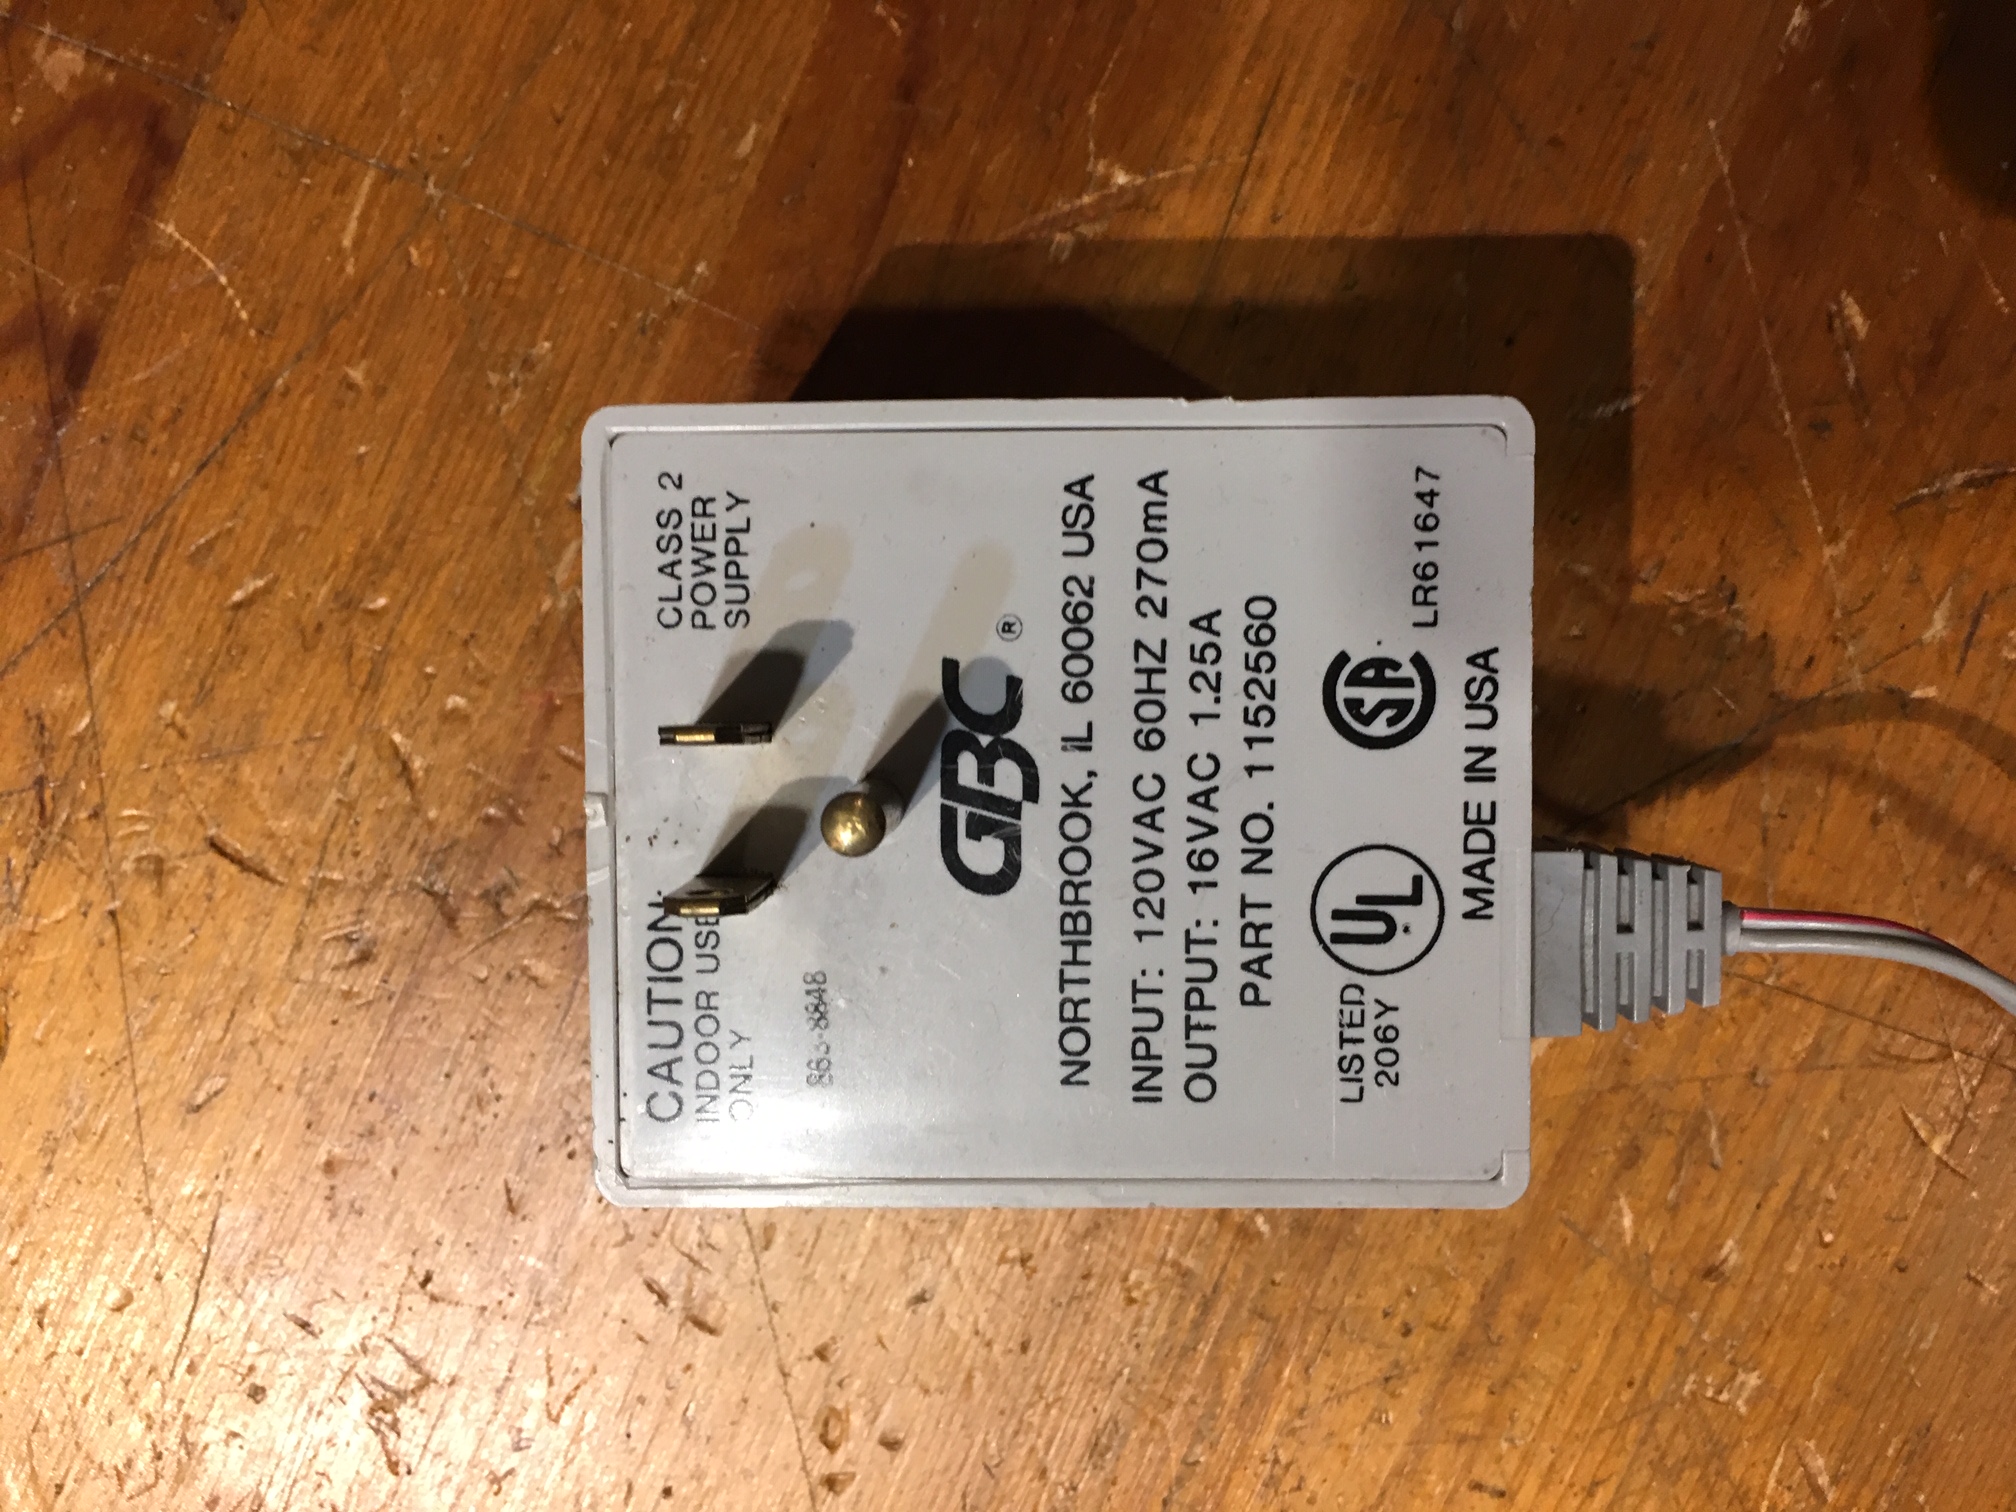 CAUTION:
INDOOR USE
ONLY
CLASS 2
POWER
SUPPLY
GBC®
NORTHBROOK, IL 60062 USA
INPUT: 120VAC 60HZ 270mA
OUTPUT: 16VAC 1.25A
PART NO. 1152560
LISTED
206Y
UL
SA
LR61647
MADE IN USA